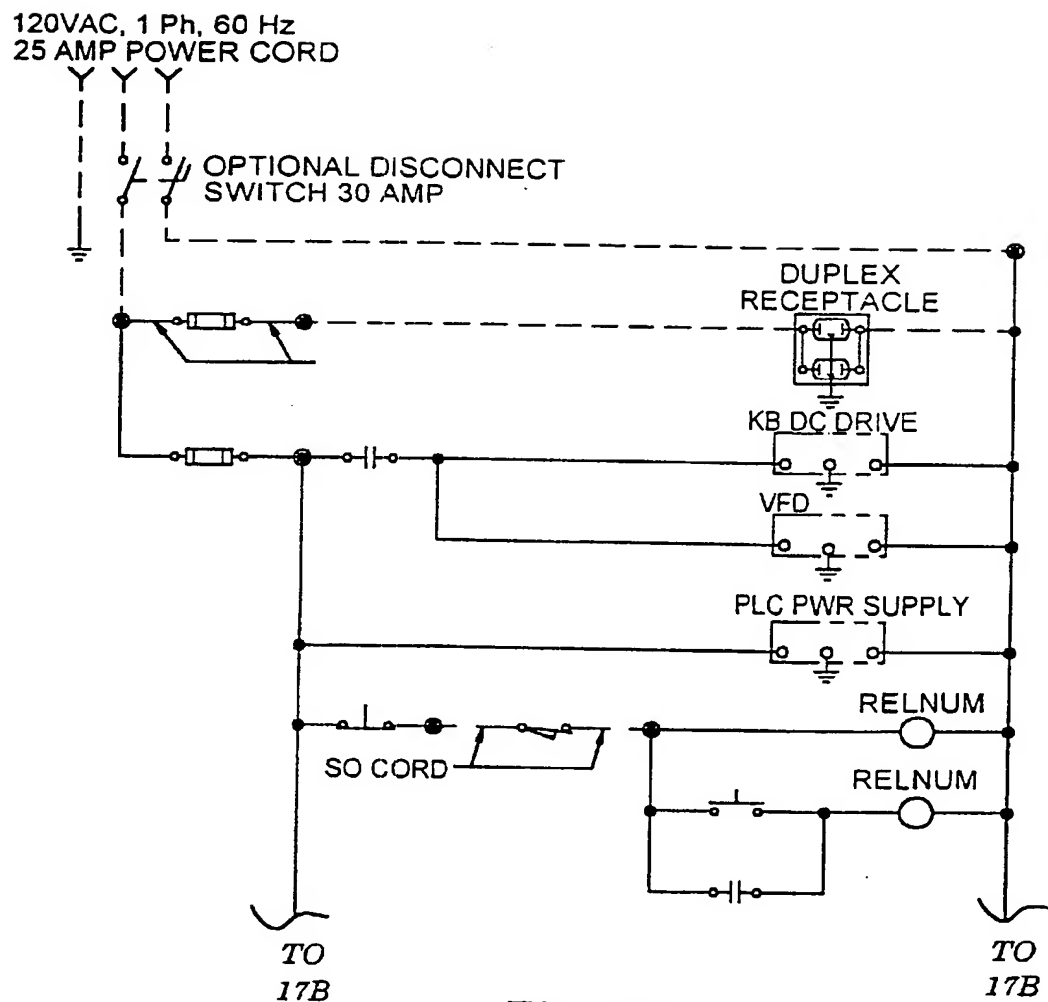 120VAC, 1 Ph, 60 Hz
25 AMP POWER CORD
OPTIONAL DISCONNECT
SWITCH 30 AMP
DUPLEX
RECEPTACLE
KB DC DRIVE
VFD
PLC PWR SUPPLY
RELNUM
SO CORD
RELNUM
TO
17B
TO
17B